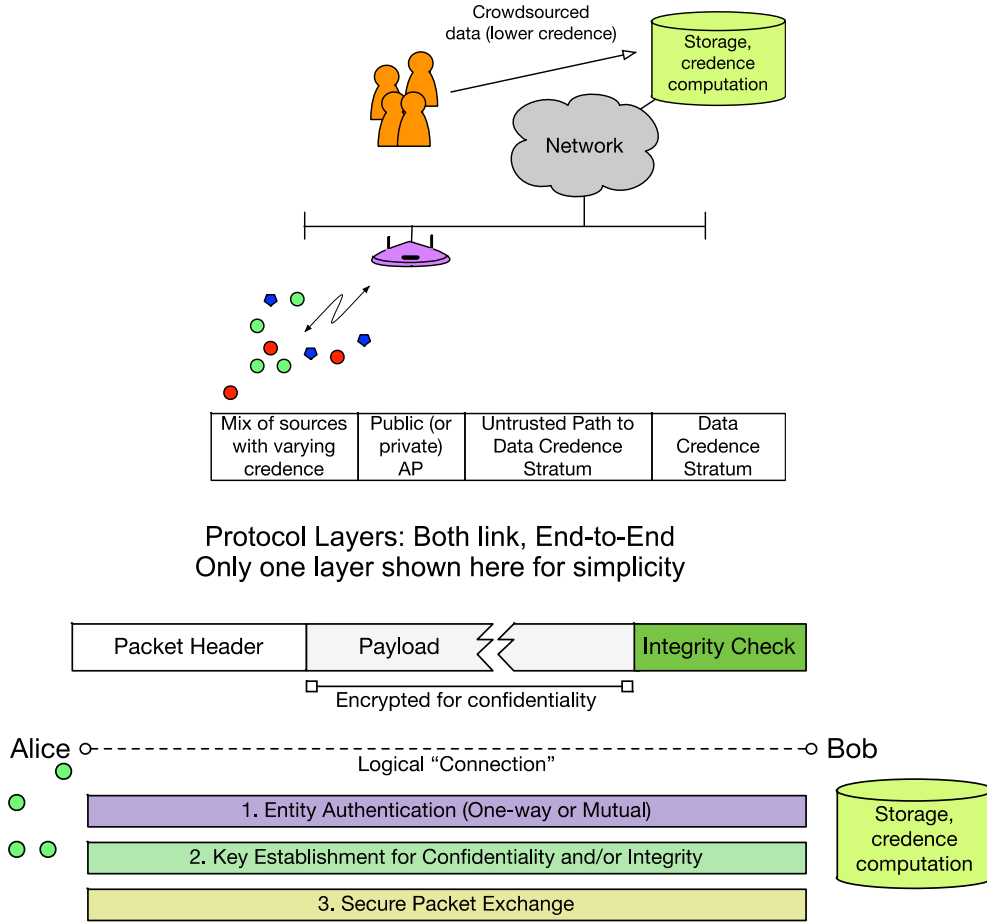 Crowdsourced
data (lower credence)
Storage,
credence
computation
Network
Mix of sources
with varying
credence
Public (or
private)
AP
Untrusted Path to
Data Credence
Stratum
Data
Credence
Stratum
Protocol Layers: Both link, End-to-End
Only one layer shown here for simplicity
Packet Header
Payload
Integrity Check
Encrypted for confidentiality
Alice
Bob
Logical “Connection”
1. Entity Authentication (One-way or Mutual)
2. Key Establishment for Confidentiality and/or Integrity
3. Secure Packet Exchange
Storage,
credence
computation